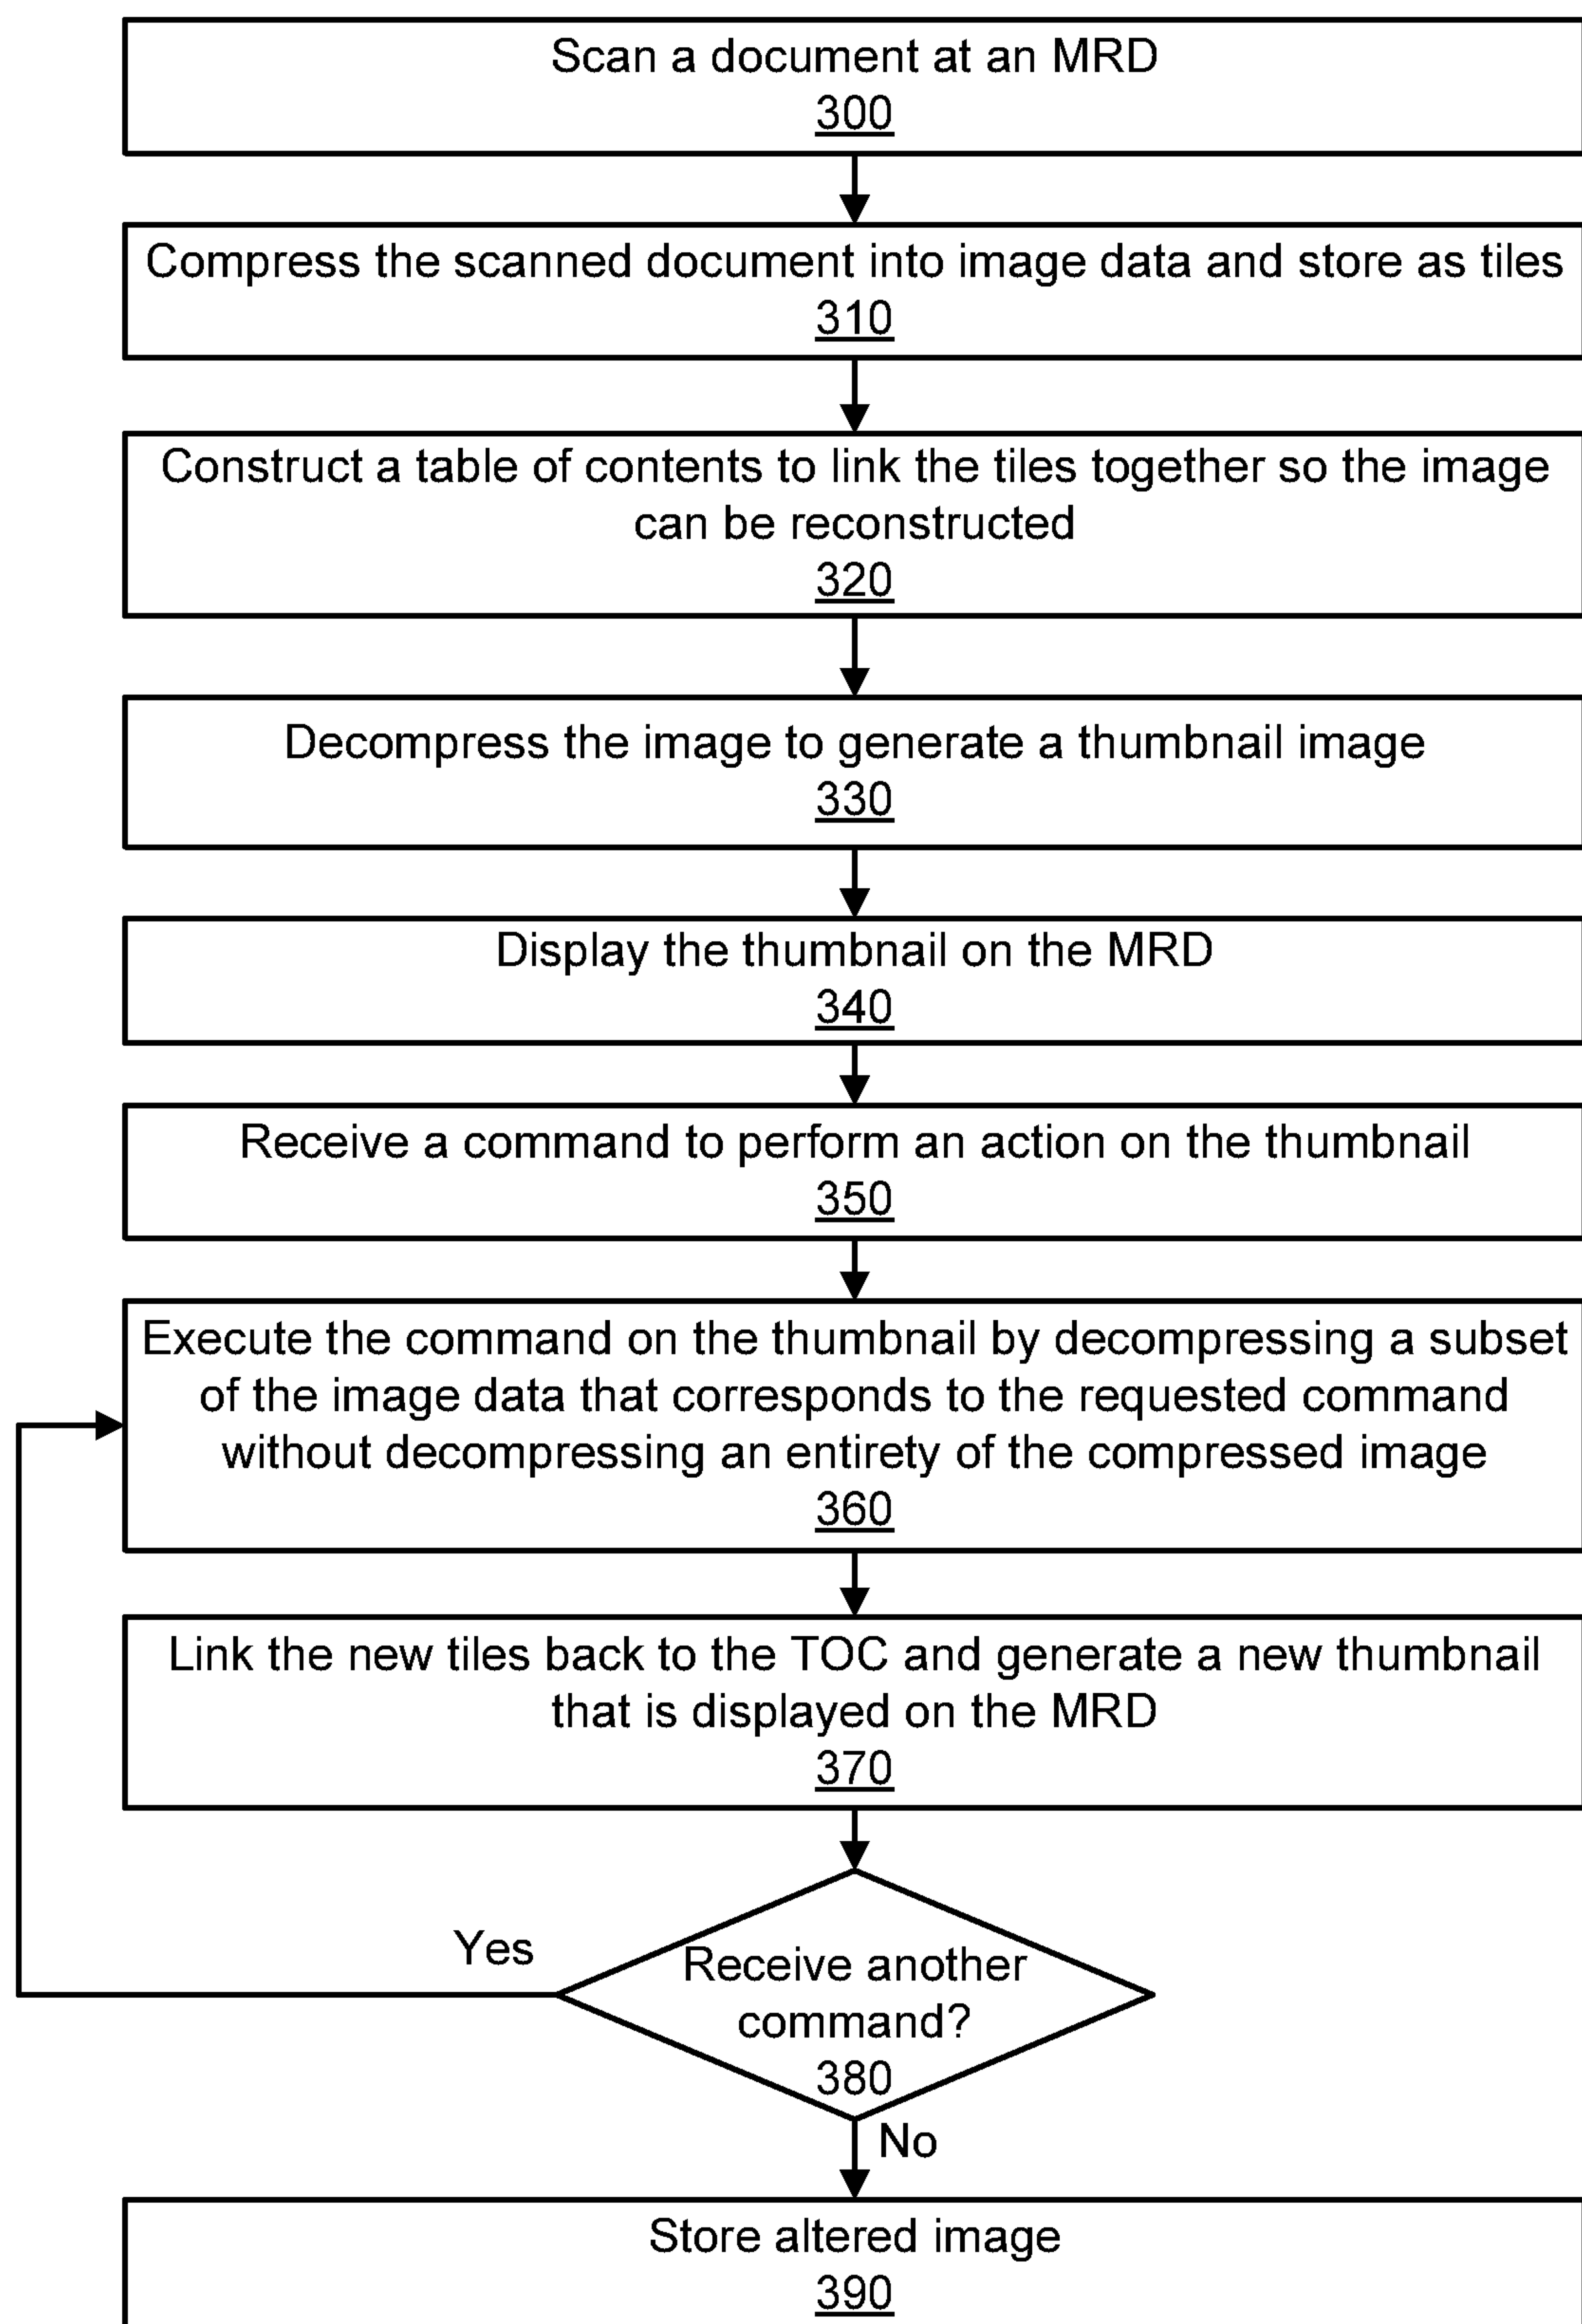 Scan a document at an MRD
300
Compress the scanned document into image data and store as tiles
310
Construct a table of contents to link the tiles together so the image
can be reconstructed
320
Decompress the image to generate a thumbnail image
330
Display the thumbnail on the MRD
340
Receive a command to perform an action on the thumbnail
350
Execute the command on the thumbnail by decompressing a subset
of the image data that corresponds to the requested command
without decompressing an entirety of the compressed image
360
Link the new tiles back to the TOC and generate a new thumbnail
that is displayed on the MRD
370
Yes
Receive another
command?
380
No
Store altered image
390